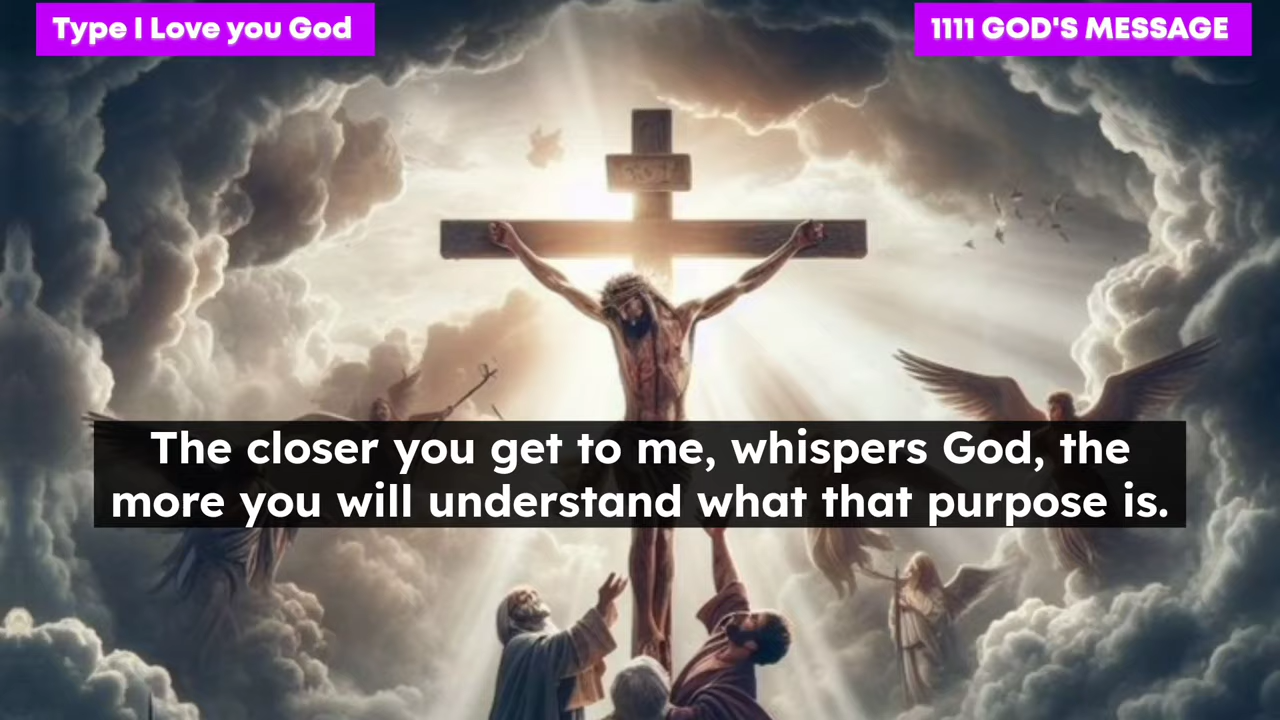 Type I Love you God
1111 GOD'S MESSAGE
The closer you get to me, whispers God, the
more you will understand what that purpose is.